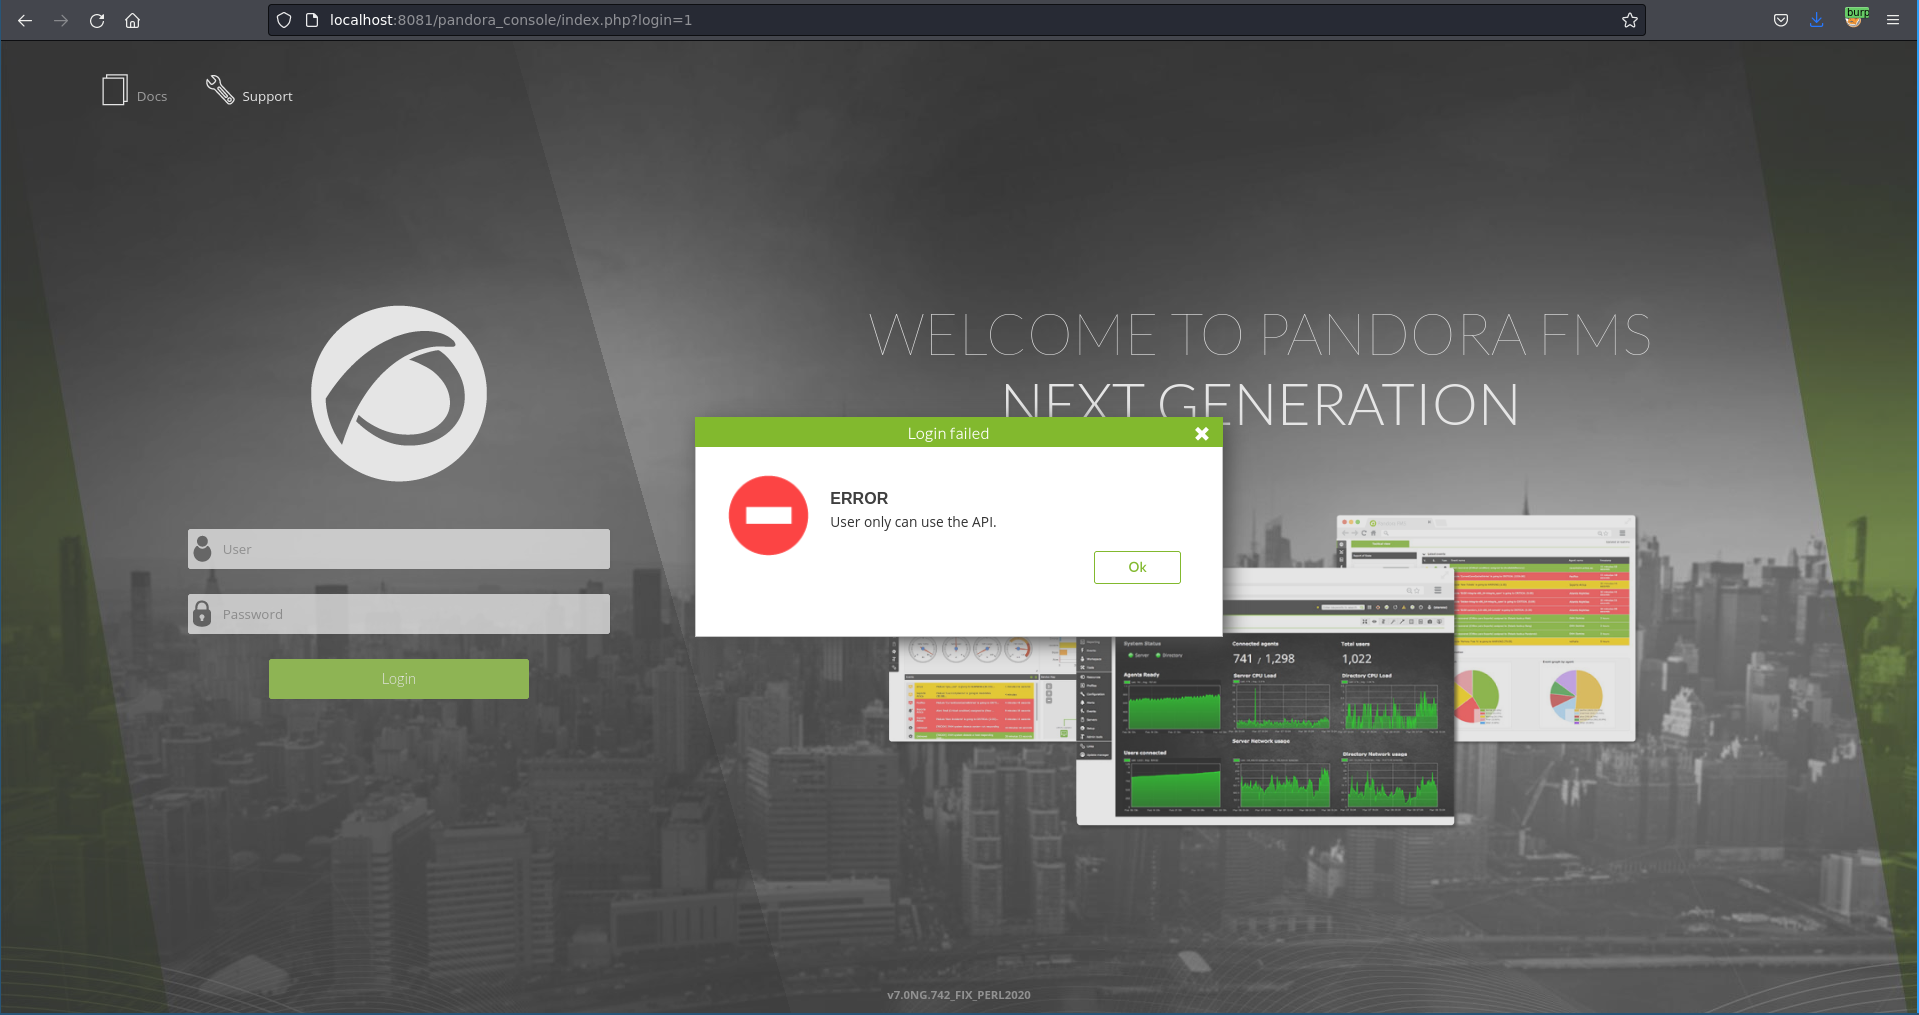 localhost:8081/pandora_console/index.php?login=1
burp
Docs
Support
WELCOME TO PANDORA FMS
NEXT GENERATION
Login failed
ERROR
User only can use the API.
Ok
User
Password
Login
System Status
Server
Directory
Connected agents
741 / 1,298
Total users
1,022
Agents Ready
Server CPU Load
Directory CPU Load
Users connected
Server Network usage
Directory Network usage
v7.0NG.742_FIX_PERL2020